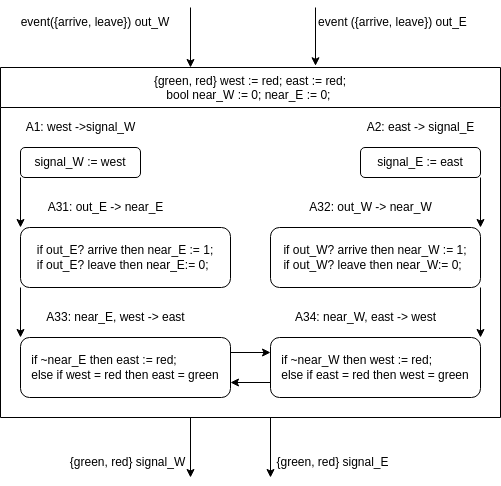 event({arrive, leave}) out_W
event ({arrive, leave}) out_E
{green, red} west := red; east := red;
bool near_W := 0; near_E := 0;
A1: west ->signal_W
A2: east -> signal_E
signal_W := west
signal_E := east
A31: out_E -> near_E
A32: out_W -> near_W
if out_E? arrive then near_E := 1;
if out_E? leave then near_E:= 0;
if out_W? arrive then near_W := 1;
if out_W? leave then near_W:= 0;
A33: near_E, west -> east
A34: near_W, east -> west
if ~near_E then east := red;
else if west = red then east = green
if ~near_W then west := red;
else if east = red then west = green
{green, red} signal_W
{green, red} signal_E